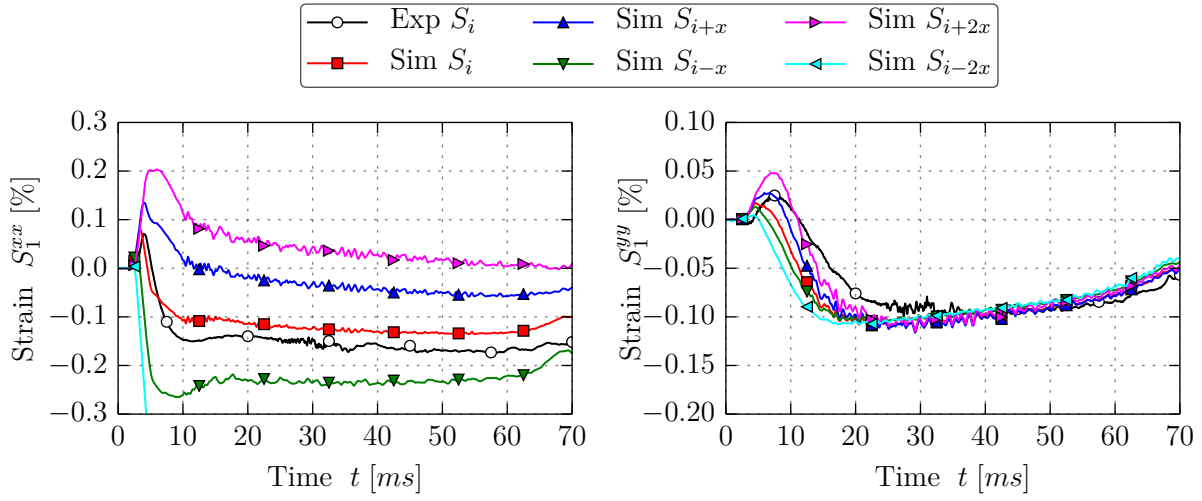 Exp S_i Sim S_{i+x} Sim S_{i+2x}
Sim S_i Sim S_{i−x} Sim S_{i−2x}
Strain S_1^{xx} [%]
0.3
0.2
0.1
0.0
−0.1
−0.2
−0.3
0 10 20 30 40 50 60 70
Time t [ms]
Strain S_1^{yy} [%]
0.10
0.05
0.00
−0.05
−0.10
−0.15
−0.20
0 10 20 30 40 50 60 70
Time t [ms]